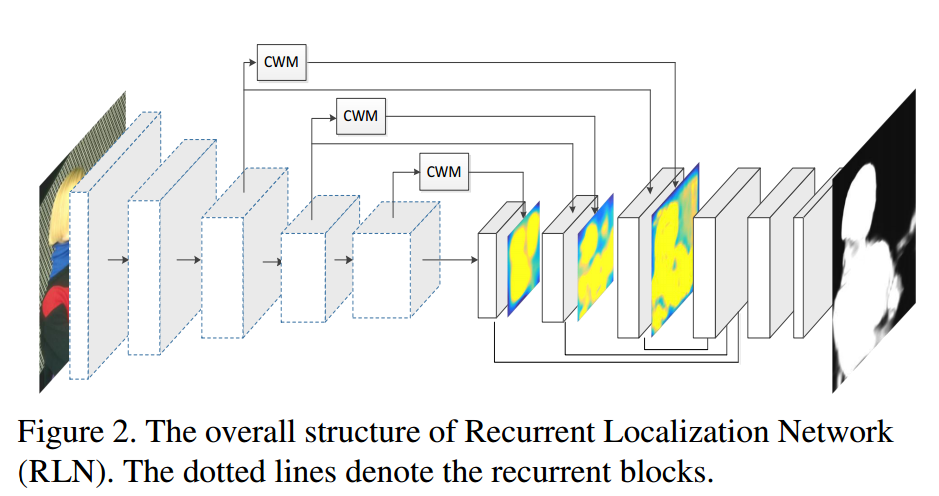 CWM
CWM
CWM
Figure 2. The overall structure of Recurrent Localization Network
(RLN). The dotted lines denote the recurrent blocks.